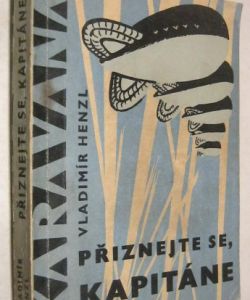 PŘIZNEJTE SE, KAPITÁNE
KARAVANA
VLADIMÍR HENZL
PŘIZNEJTE SE,
KAPITÁNE